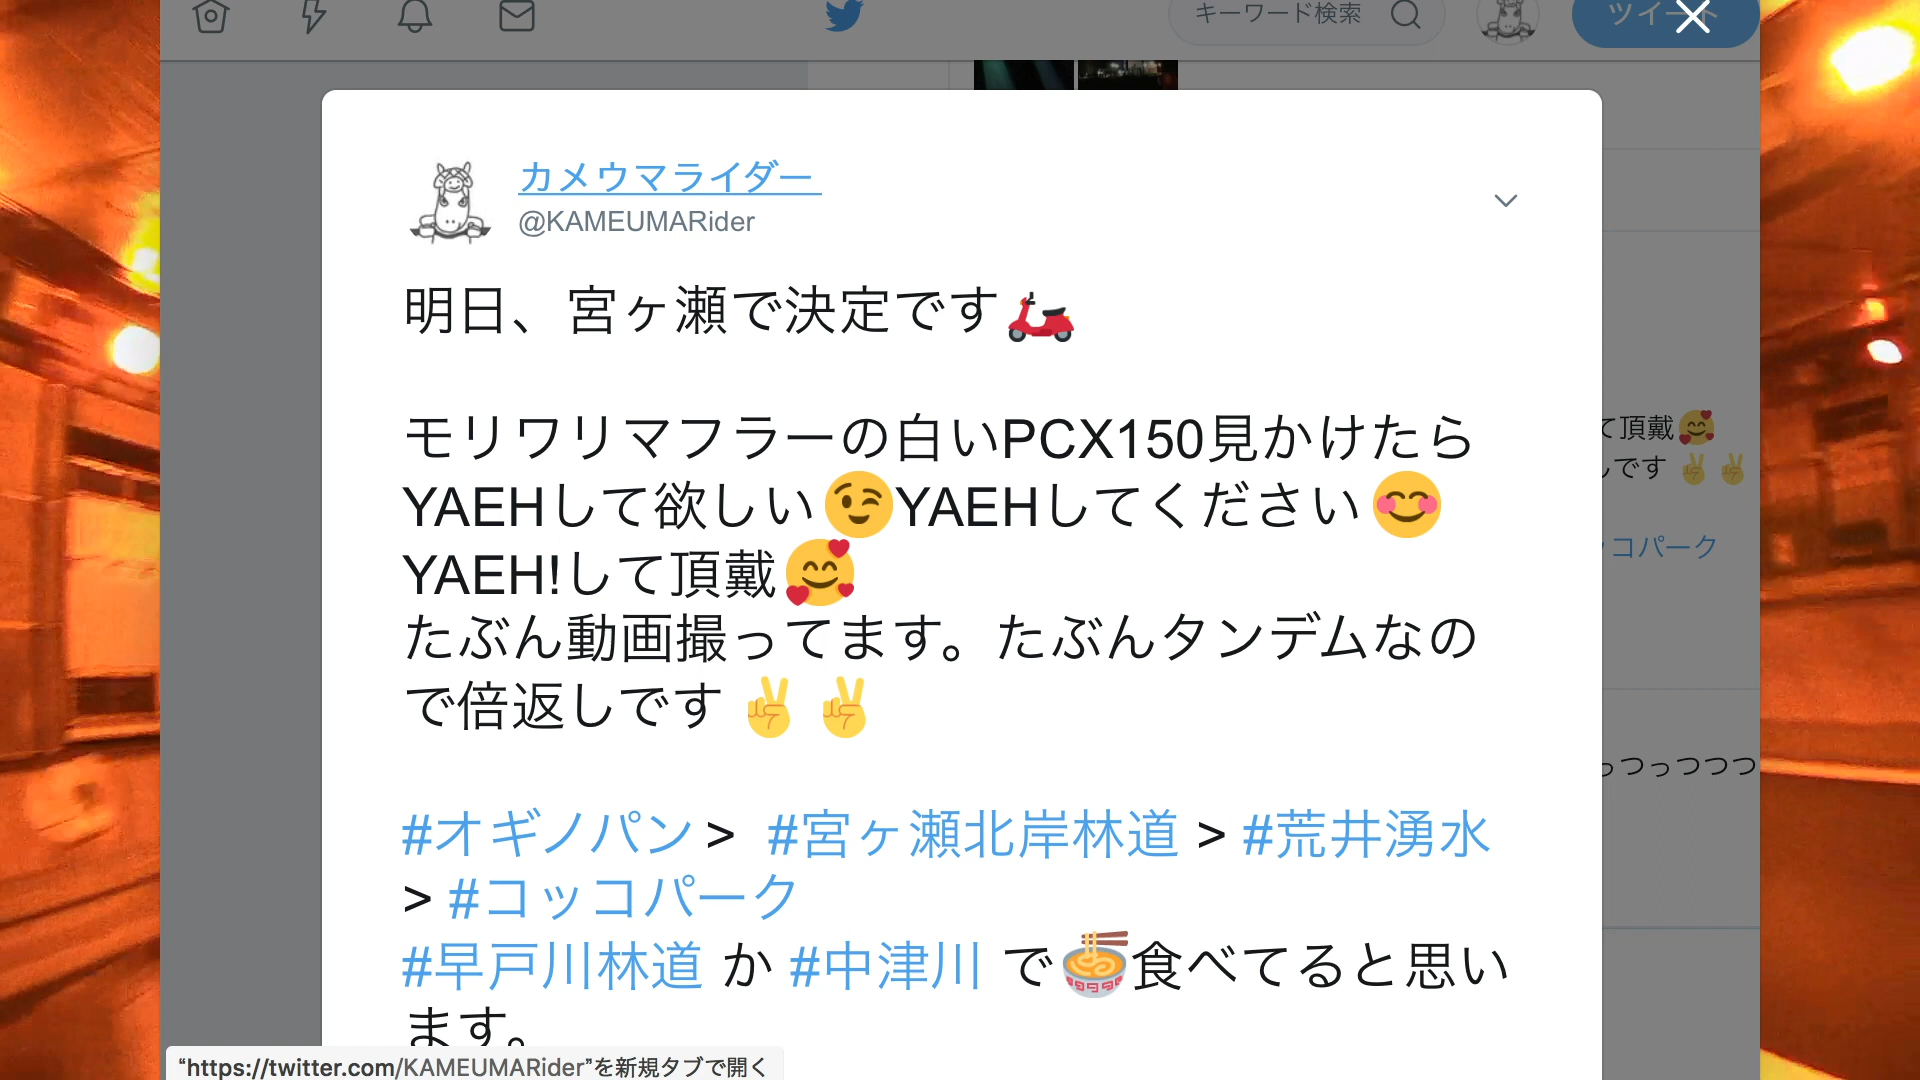 キーワード検索
ツイート
カメウマライダー
@KAMEUMARider
明日、宮ヶ瀬で決定です🛵
モリワリマフラーの白いPCX150見かけたら
YAEHして欲しい😉YAEHしてください😊
YAEH!して頂戴🥰
たぶん動画撮ってます。たぶんタンデムなの
で倍返しです✌️✌️
#オギノパン > #宮ヶ瀬北岸林道 > #荒井湧水
> #コッコパーク
#早戸川林道 か #中津川 で🍜食べてると思い
ます。
て頂戴🥰
しです✌️✌️
コパーク
っつっつつつ
“https://twitter.com/KAMEUMARider”を新規タブで開く